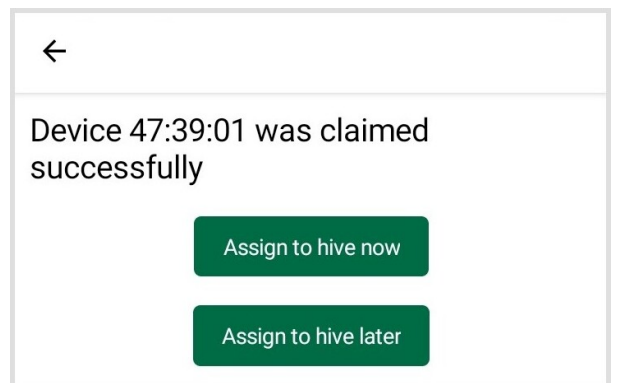 Device 47:39:01 was claimed
successfully
Assign to hive now
Assign to hive later